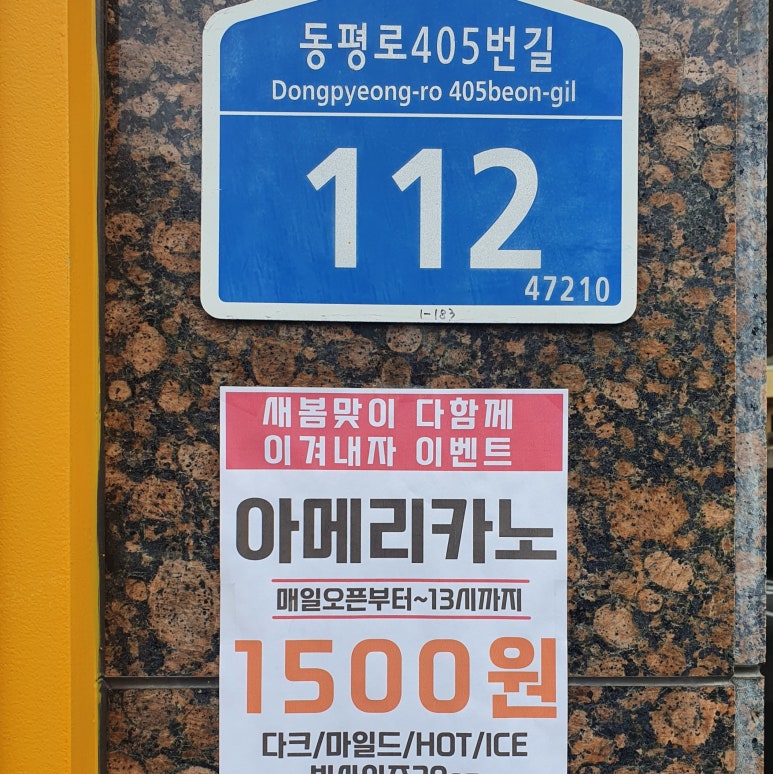 동평로405번길
Dongpyeong-ro 405beon-gil
112
47210
1-183
새봄맞이 다함께
이겨내자 이벤트
아메리카노
매일오픈부터~13시까지
1500원
다크/마일드/HOT/ICE